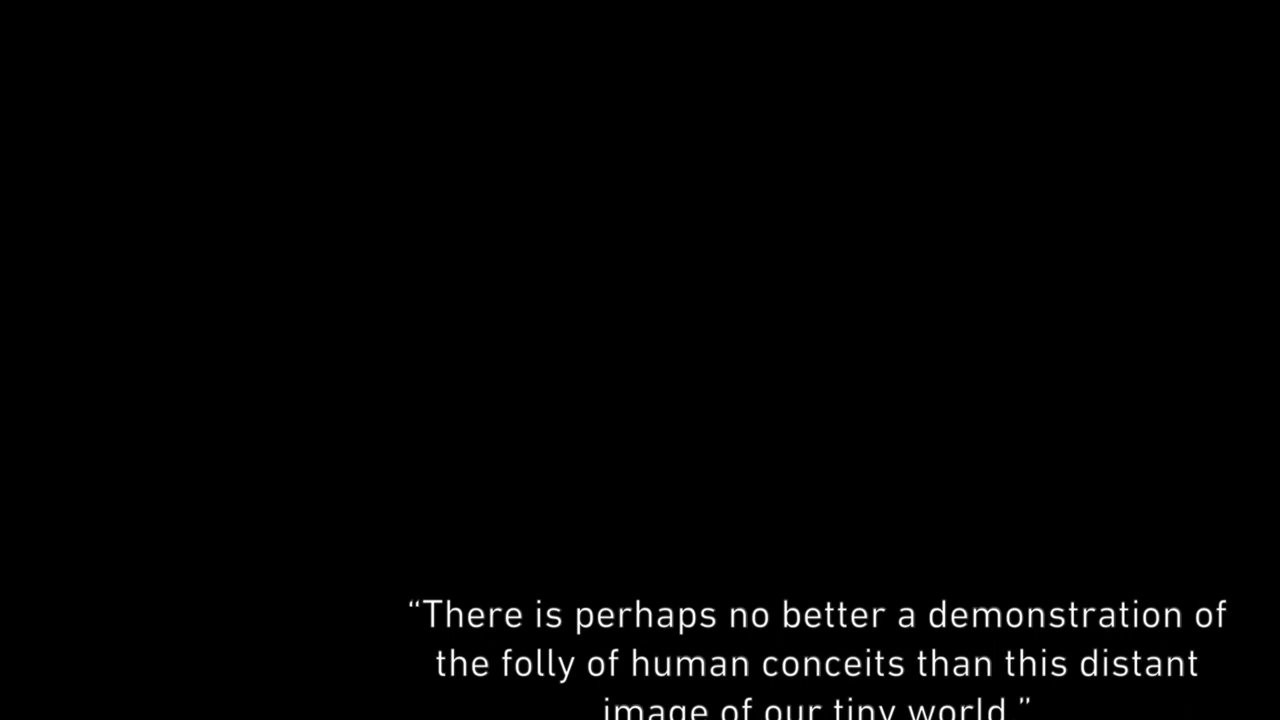 “There is perhaps no better a demonstration of
the folly of human conceits than this distant
image of our tiny world.”